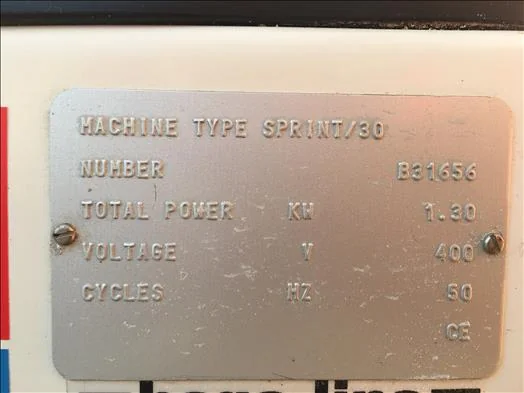 MACHINE TYPE SPRINT/30
NUMBER B31656
TOTAL POWER KW 1.30
VOLTAGE V 400
CYCLES HZ 50
CE